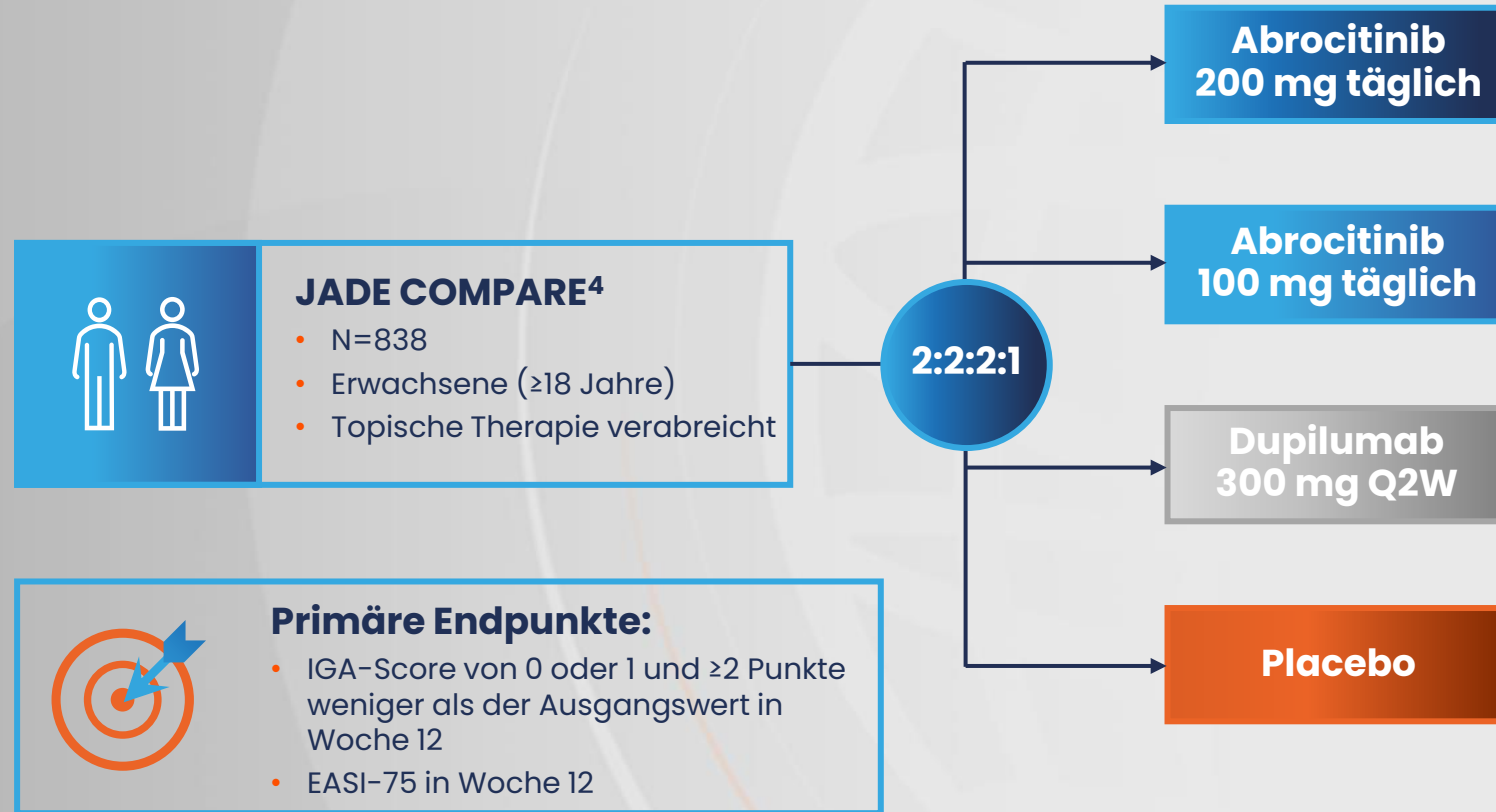 JADE COMPARE⁴
• N=838
• Erwachsene (≥18 Jahre)
• Topische Therapie verabreicht
2:2:2:1
Abrocitinib
200 mg täglich
Abrocitinib
100 mg täglich
Dupilumab
300 mg Q2W
Placebo
Primäre Endpunkte:
• IGA-Score von 0 oder 1 und ≥2 Punkte
weniger als der Ausgangswert in
Woche 12
• EASI-75 in Woche 12